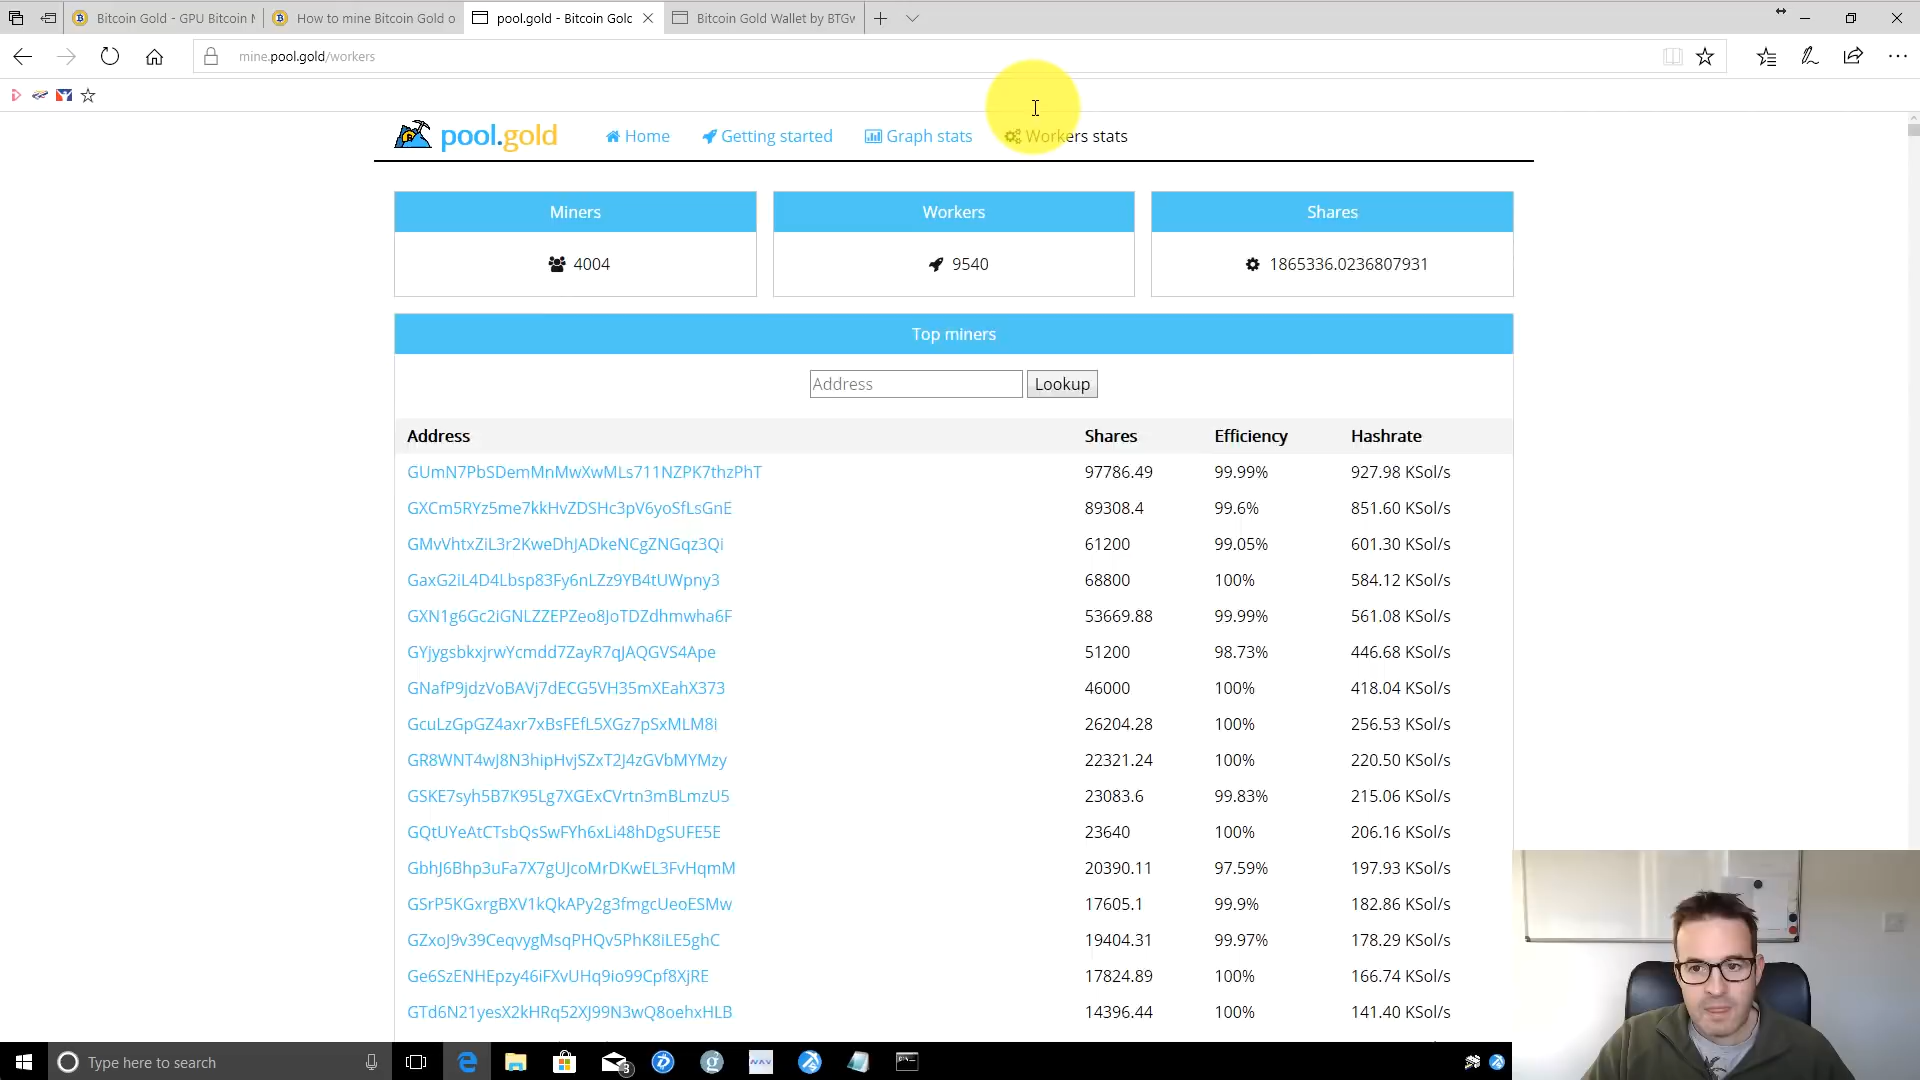 Bitcoin Gold - GPU Bitcoin M
How to mine Bitcoin Gold o
pool.gold - Bitcoin Gold
Bitcoin Gold Wallet by BTGw
mine.pool.gold/workers
pool.gold
Home
Getting started
Graph stats
Workers stats
Miners
Workers
Shares
4004
9540
1865336.0236807931
Top miners
Address
Lookup
Address Shares Efficiency Hashrate
GUmN7PbSDemMnMwXwMLs711NZPK7thzPhT 97786.49 99.99% 927.98 KSol/s
GXCm5RYz5me7kkHvZDSHc3pV6yoSfLsGnE 89308.4 99.6% 851.60 KSol/s
GMvVhtxZiL3r2KweDhJADkeNCgZNGqz3Qi 61200 99.05% 601.30 KSol/s
GaxG2iL4D4Lbsp83Fy6nLZz9YB4tUWpny3 68800 100% 584.12 KSol/s
GXN1g6Gc2iGNLZZEPZeo8JoTDZdhmwha6F 53669.88 99.99% 561.08 KSol/s
GYjygsbkxjrwYcmdd7ZayR7qJAQGVS4Ape 51200 98.73% 446.68 KSol/s
GNafP9jdzVoBAVj7dECG5VH35mXEahX373 46000 100% 418.04 KSol/s
GcuLzGpGZ4axr7xBsFEfL5XGz7pSxMLM8i 26204.28 100% 256.53 KSol/s
GR8WNT4wJ8N3hipHvjSZxT2J4zGVbMYMzy 22321.24 100% 220.50 KSol/s
GSKE7syh5B7K95Lg7XGExCVrtn3mBLmzU5 23083.6 99.83% 215.06 KSol/s
GQtUYeAtCTsbQsSwFYh6xLi48hDgSUFE5E 23640 100% 206.16 KSol/s
GbhJ6Bhp3uFa7X7gUJcoMrDKwEL3FvHqmM 20390.11 97.59% 197.93 KSol/s
GSrP5KGxrgBXV1kQkAPy2g3fmgcUeoESMw 17605.1 99.9% 182.86 KSol/s
GZxoJ9v39CeqvygMsqPHQv5PhK8iLE5ghC 19404.31 99.97% 178.29 KSol/s
Ge6SzENHEpzy46iFXvUHq9io99Cpf8XjRE 17824.89 100% 166.74 KSol/s
GTd6N21yesX2kHRq52XJ99N3wQ8oehxHLB 14396.44 100% 141.40 KSol/s
Type here to search
3
NAV